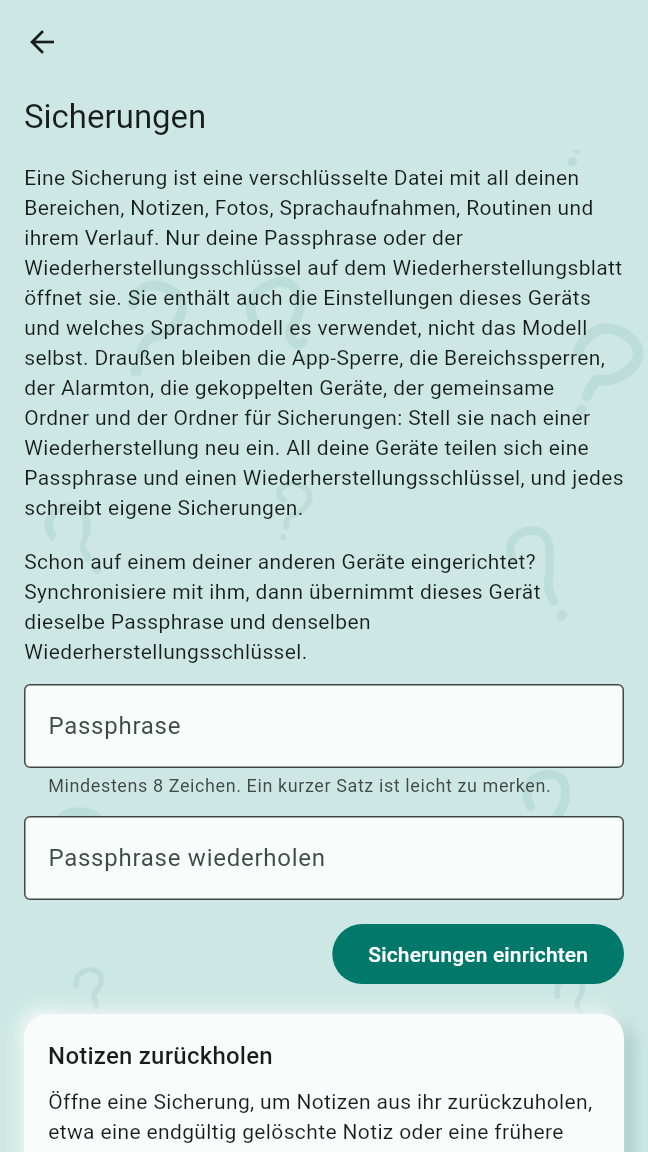 Sicherungen
Eine Sicherung ist eine verschlüsselte Datei mit all deinen
Bereichen, Notizen, Fotos, Sprachaufnahmen, Routinen und
ihrem Verlauf. Nur deine Passphrase oder der
Wiederherstellungsschlüssel auf dem Wiederherstellungsblatt
öffnet sie. Sie enthält auch die Einstellungen dieses Geräts
und welches Sprachmodell es verwendet, nicht das Modell
selbst. Draußen bleiben die App-Sperre, die Bereichssperren,
der Alarmton, die gekoppelten Geräte, der gemeinsame
Ordner und der Ordner für Sicherungen: Stell sie nach einer
Wiederherstellung neu ein. All deine Geräte teilen sich eine
Passphrase und einen Wiederherstellungsschlüssel, und jedes
schreibt eigene Sicherungen.
Schon auf einem deiner anderen Geräte eingerichtet?
Synchronisiere mit ihm, dann übernimmt dieses Gerät
dieselbe Passphrase und denselben
Wiederherstellungsschlüssel.
Passphrase
Mindestens 8 Zeichen. Ein kurzer Satz ist leicht zu merken.
Passphrase wiederholen
Sicherungen einrichten
Notizen zurückholen
Öffne eine Sicherung, um Notizen aus ihr zurückzuholen,
etwa eine endgültig gelöschte Notiz oder eine frühere